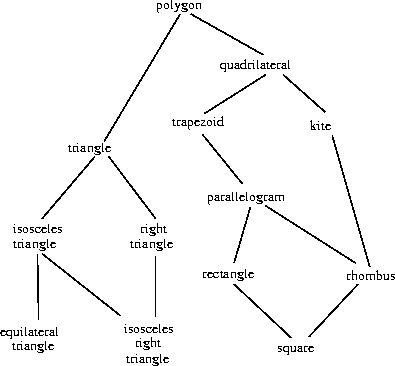 polygon
quadrilateral
trapezoid
kite
triangle
parallelogram
isosceles
triangle
right
triangle
rectangle
rhombus
equilateral
triangle
isosceles
right
triangle
square